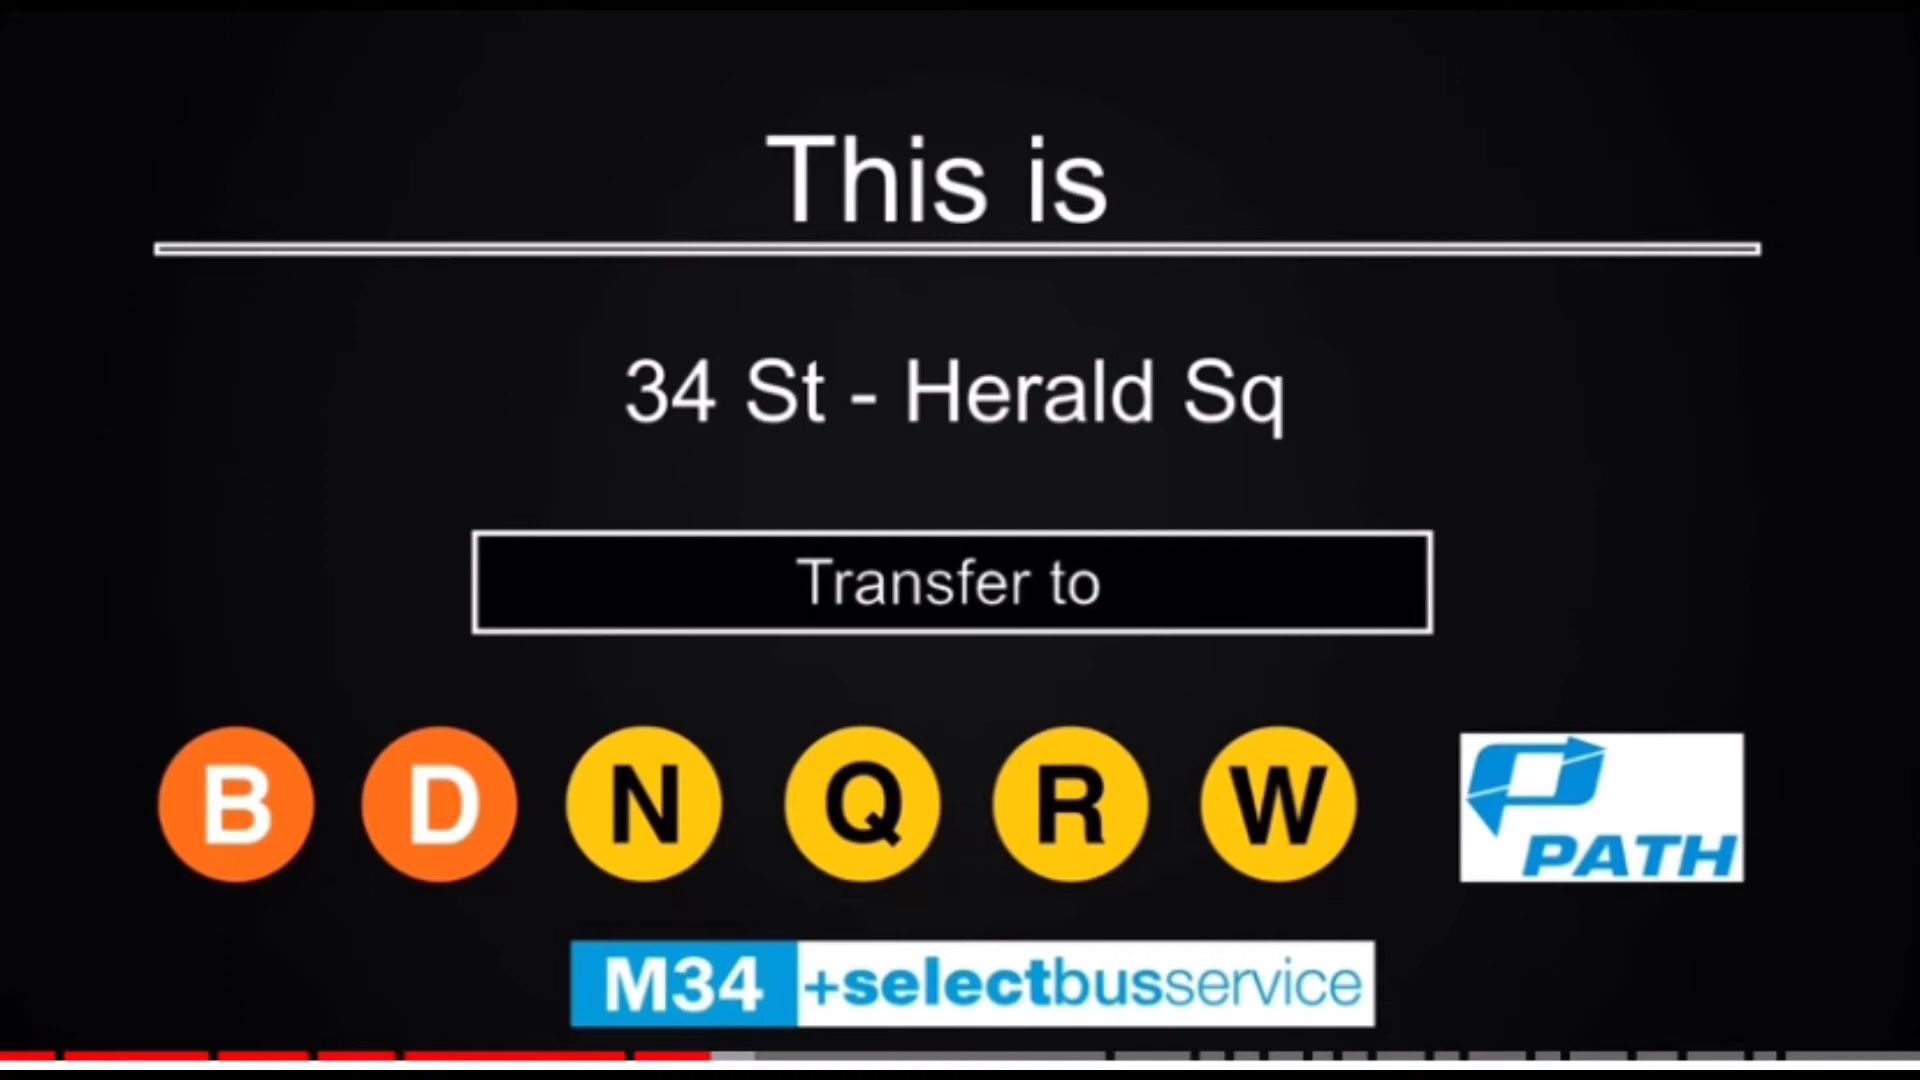 This is
34 St - Herald Sq
Transfer to
B D N Q R W PATH
M34 +selectbusservice